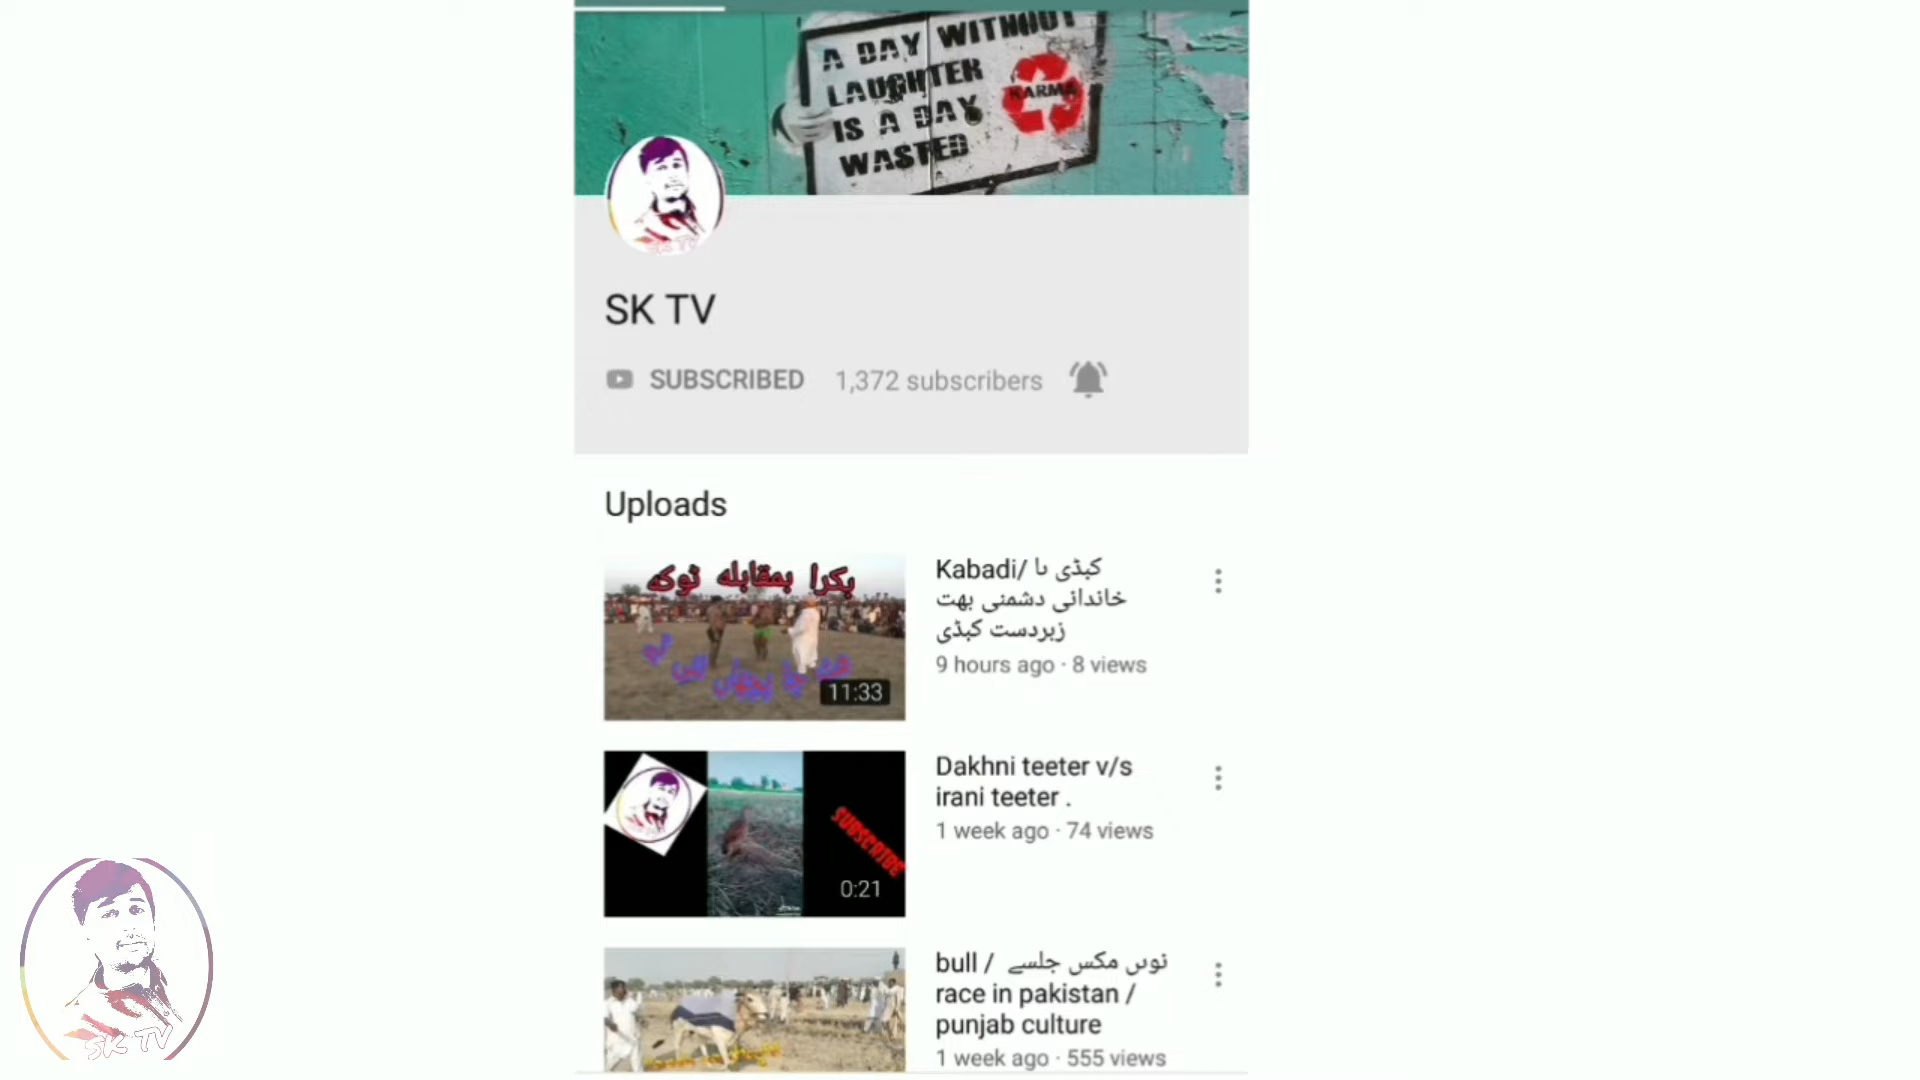 A DAY WITHOUT
LAUGHTER
IS A DAY
WASTED
KARMA
SK TV
SUBSCRIBED 1,372 subscribers
Uploads
بکرا بمقابلہ ٹوکے
11:33
Kabadi/ کبڈی یا
خاندانی دشمنی بھت
زبردست کبڈی
9 hours ago · 8 views
SUBSCRIBE
0:21
Dakhni teeter v/s
irani teeter .
1 week ago · 74 views
bull / نویں مکس جلسے
race in pakistan /
punjab culture
1 week ago · 555 views
SK TV